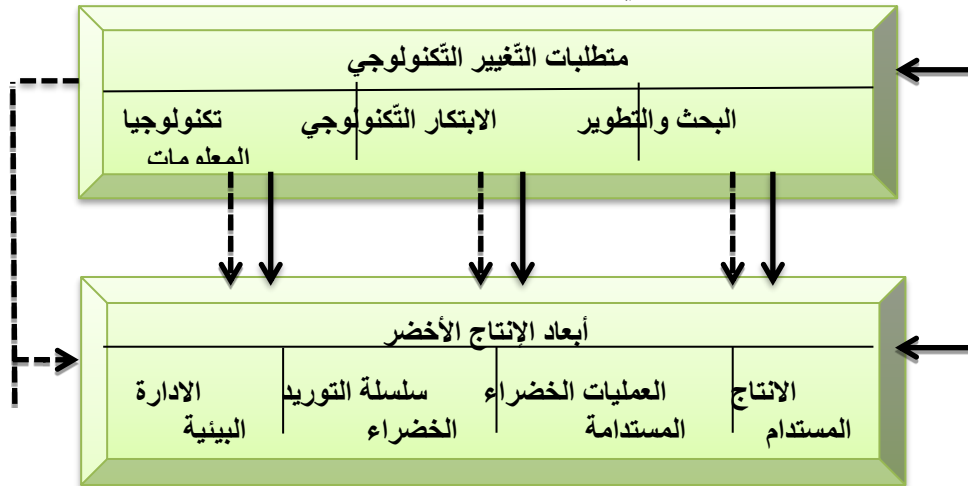 متطلبات التّغيير التّكنولوجي
البحث والتطوير
الابتكار التّكنولوجي
تكنولوجيا
المعلومات
أبعاد الإنتاج الأخضر
الانتاج
المستدام
العمليات الخضراء
المستدامة
سلسلة التوريد
الخضراء
الادارة
البيئية